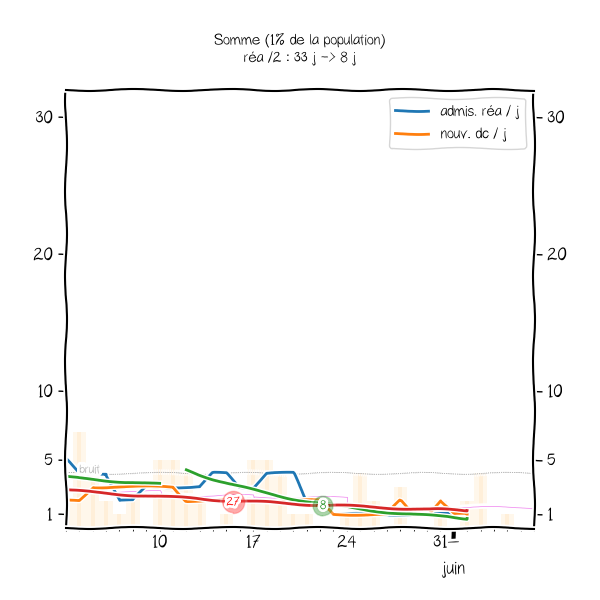 Somme (1% de la population)
réa /2 : 33 j -> 8 j
admis. réa / j
nouv. dc / j
30
30
20
20
10
10
5
5
bruit
27
8
1
1
10
17
24
31
juin